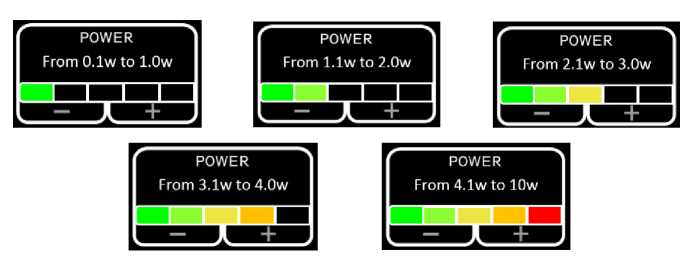 POWER
From 0.1w to 1.0w
− +
POWER
From 1.1w to 2.0w
− +
POWER
From 2.1w to 3.0w
− +
POWER
From 3.1w to 4.0w
− +
POWER
From 4.1w to 10w
− +